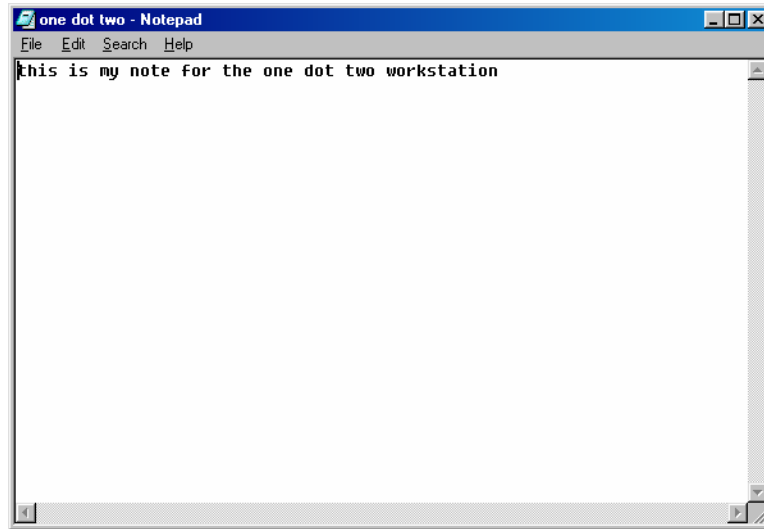 one dot two - Notepad
File Edit Search Help
this is my note for the one dot two workstation